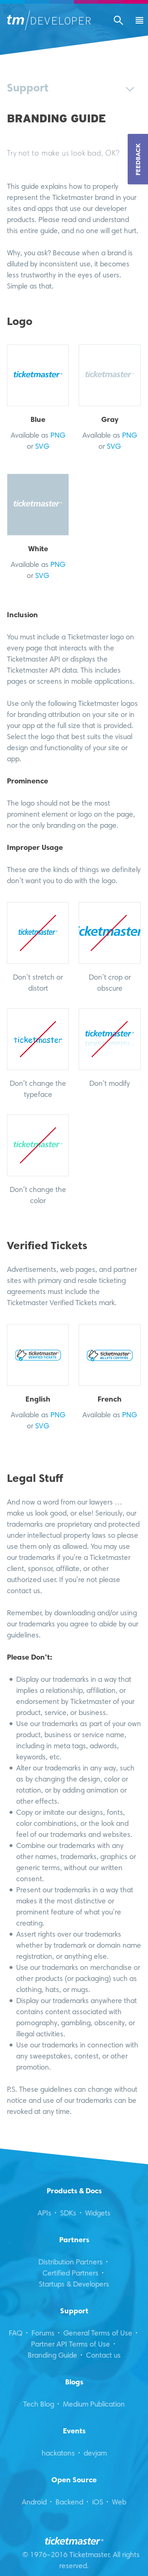 tm/DEVELOPER
Support
BRANDING GUIDE
FEEDBACK
Try not to make us look bad, OK?
This guide explains how to properly
represent the Ticketmaster brand in your
sites and apps that use our developer
products. Please read and understand
this entire guide, and no one will get hurt.
Why, you ask? Because when a brand is
diluted by inconsistent use, it becomes
less trustworthy in the eyes of users.
Simple as that.
Logo
ticketmaster® ticketmaster®
Blue Gray
Available as PNG Available as PNG
or SVG or SVG
ticketmaster®
White
Available as PNG
or SVG
Inclusion
You must include a Ticketmaster logo on
every page that interacts with the
Ticketmaster API or displays the
Ticketmaster API data. This includes
pages or screens in mobile applications.
Use only the following Ticketmaster logos
for branding attribution on your site or in
your app at the full size that is provided.
Select the logo that best suits the visual
design and functionality of your site or
app.
Prominence
The logo should not be the most
prominent element or logo on the page,
nor the only branding on the page.
Improper Usage
These are the kinds of things we definitely
don't want you to do with the logo.
ticketmaster ticketmaster
Don't stretch or Don't crop or
distort obscure
ticketmaster ticketmaster
Don't change the Don't modify
typeface
ticketmaster
Don't change the
color
Verified Tickets
Advertisements, web pages, and partner
sites with primary and resale ticketing
agreements must include the
Ticketmaster Verified Tickets mark.
ticketmaster® ticketmaster®
VERIFIED TICKETS BILLETS CERTIFIÉS
English French
Available as PNG Available as PNG
or SVG
Legal Stuff
And now a word from our lawyers …
make us look good, or else! Seriously, our
trademarks are proprietary and protected
under intellectual property laws so please
use them only as allowed. You may use
our trademarks if you're a Ticketmaster
client, sponsor, affiliate, or other
authorized user. If you're not please
contact us.
Remember, by downloading and/or using
our trademarks you agree to abide by our
guidelines.
Please Don't:
• Display our trademarks in a way that
implies a relationship, affiliation, or
endorsement by Ticketmaster of your
product, service, or business.
• Use our trademarks as part of your own
product, business or service name,
including in meta tags, adwords,
keywords, etc.
• Alter our trademarks in any way, such
as by changing the design, color or
rotation, or by adding animation or
other effects.
• Copy or imitate our designs, fonts,
color combinations, or the look and
feel of our trademarks and websites.
• Combine our trademarks with any
other names, trademarks, graphics or
generic terms, without our written
consent.
• Present our trademarks in a way that
makes it the most distinctive or
prominent feature of what you're
creating.
• Assert rights over our trademarks
whether by trademark or domain name
registration, or anything else.
• Use our trademarks on merchandise or
other products (or packaging) such as
clothing, hats, or mugs.
• Display our trademarks anywhere that
contains content associated with
pornography, gambling, obscenity, or
illegal activities.
• Use our trademarks in connection with
any sweepstakes, contest, or other
promotion.
P.S. These guidelines can change without
notice and use of our trademarks can be
revoked at any time.
Products & Docs
APIs · SDKs · Widgets
Partners
Distribution Partners ·
Certified Partners ·
Startups & Developers
Support
FAQ · Forums · General Terms of Use ·
Partner API Terms of Use ·
Branding Guide · Contact us
Blogs
Tech Blog · Medium Publication
Events
hackatons · devjam
Open Source
Android · Backend · iOS · Web
ticketmaster®
© 1976-2016 Ticketmaster. All rights
reserved.